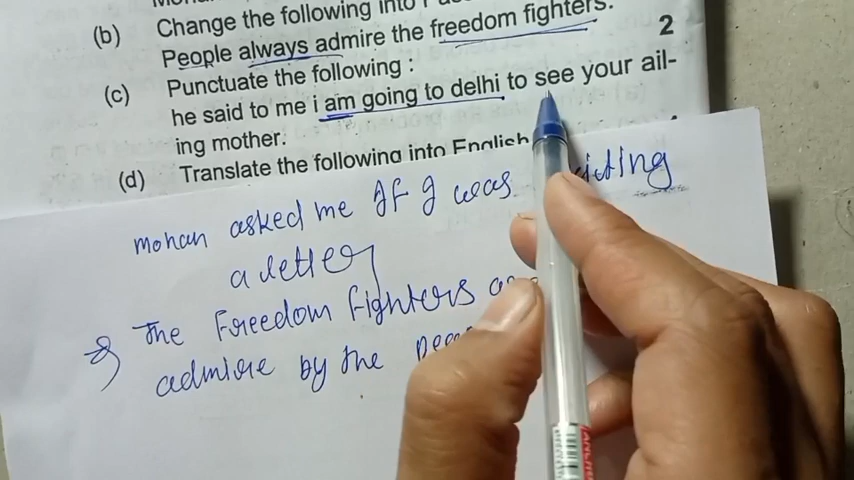 (b) Change the following into
People always admire the freedom fighters.
2
(c) Punctuate the following :
he said to me i am going to delhi to see your ail-
ing mother.
(d) Translate the following into English
mohan asked me If I was
a letter
The Freedom Fighters
admire by the